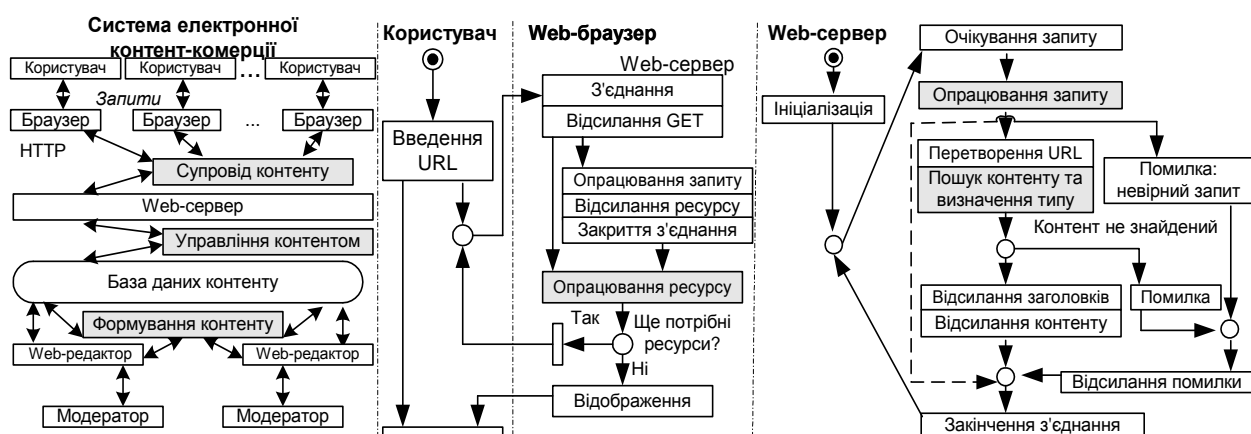 Система електронної
контент-комерції
Користувач Користувач ... Користувач
Запити
Браузер Браузер ... Браузер
HTTP
Супровід контенту
Web-сервер
Управління контентом
База даних контенту
Формування контенту
Web-редактор Web-редактор
Модератор Модератор
Користувач
Введення
URL
Web-браузер
Web-сервер
З'єднання
Відсилання GET
Опрацювання запиту
Відсилання ресурсу
Закриття з'єднання
Опрацювання ресурсу
Так
Ще потрібні
ресурси?
Ні
Відображення
Web-сервер
Ініціалізація
Очікування запиту
Опрацювання запиту
Перетворення URL
Пошук контенту та
визначення типу
Помилка:
невірний запит
Контент не знайдений
Відсилання заголовків
Відсилання контенту
Помилка
Відсилання помилки
Закінчення з'єднання